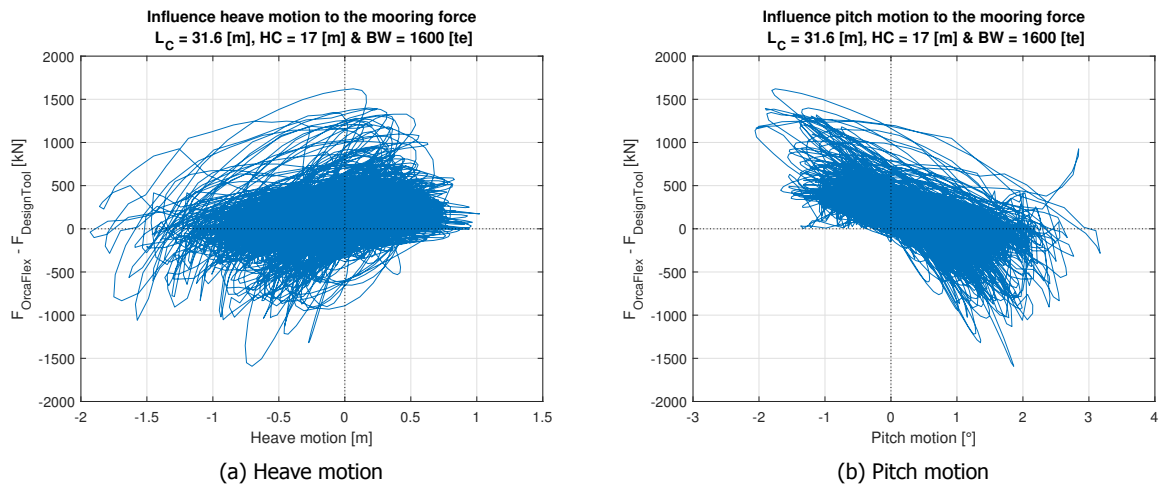 Influence heave motion to the mooring force
L_C = 31.6 [m], HC = 17 [m] & BW = 1600 [te]
2000
1500
1000
500
0
-500
-1000
-1500
-2000
F_OrcaFlex - F_DesignTool [kN]
-2 -1.5 -1 -0.5 0 0.5 1 1.5
Heave motion [m]
(a) Heave motion
Influence pitch motion to the mooring force
L_C = 31.6 [m], HC = 17 [m] & BW = 1600 [te]
2000
1500
1000
500
0
-500
-1000
-1500
-2000
F_OrcaFlex - F_DesignTool [kN]
-3 -2 -1 0 1 2 3 4
Pitch motion [°]
(b) Pitch motion